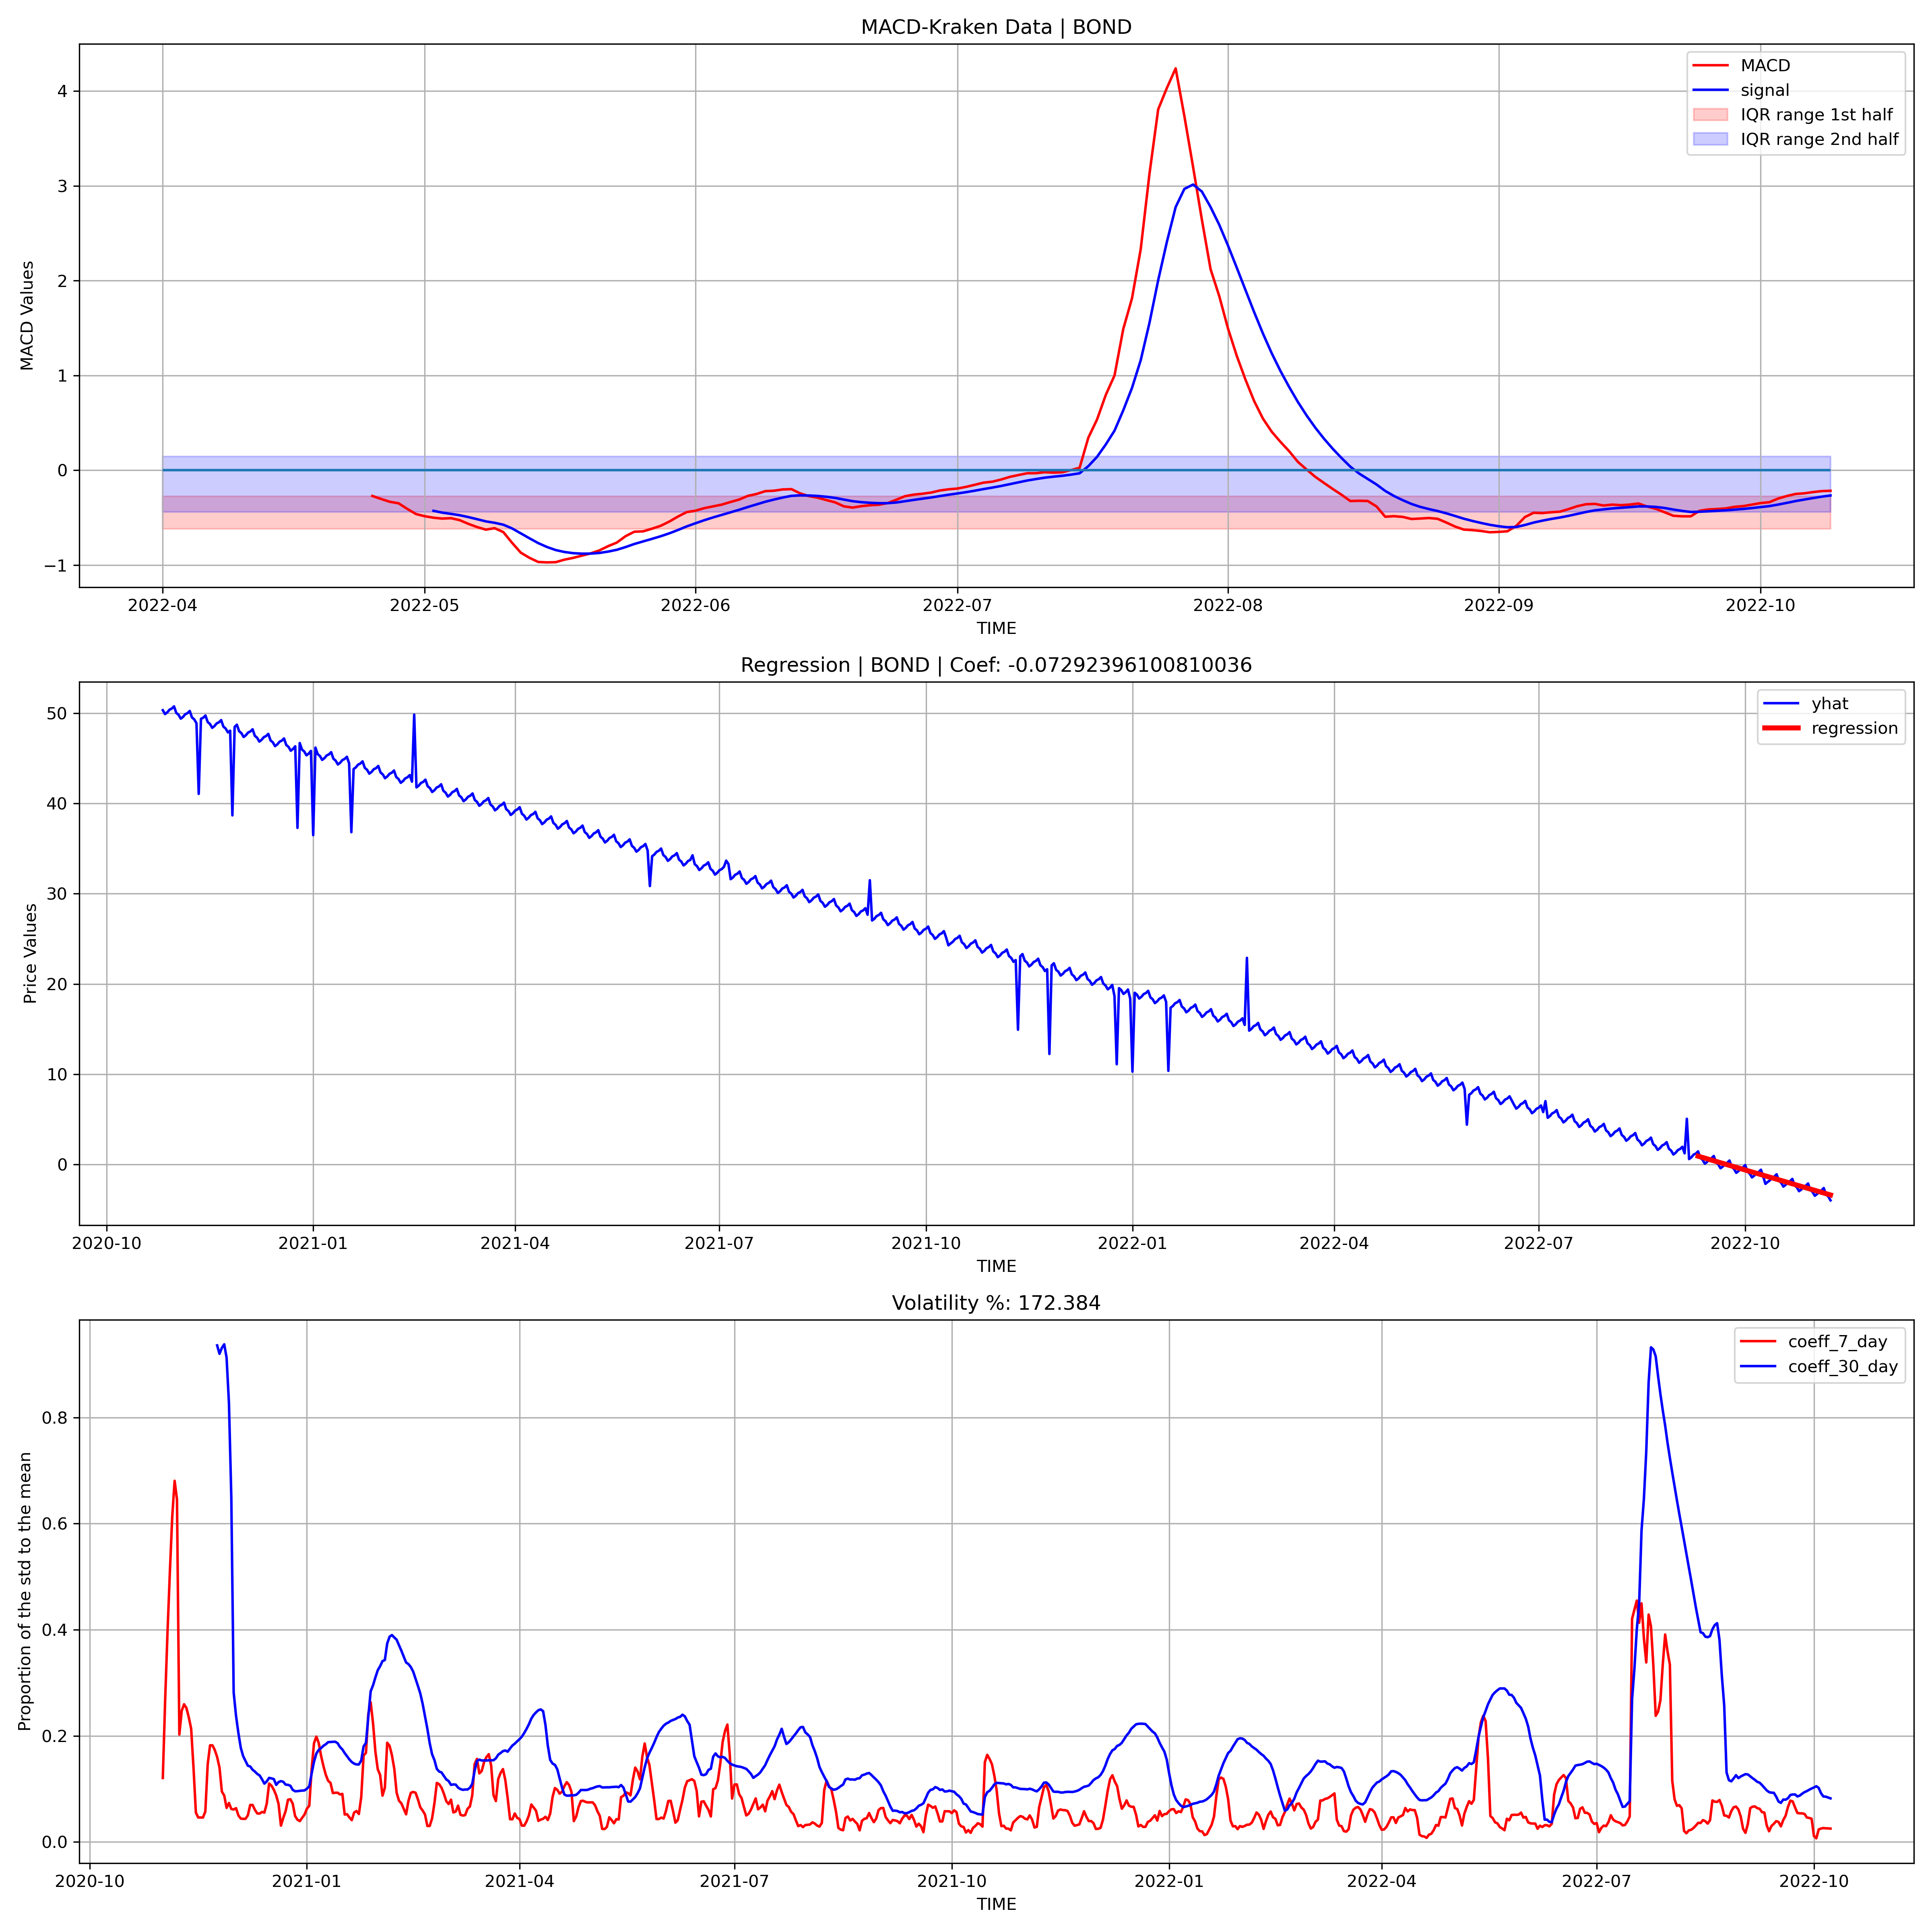 MACD-Kraken Data | BOND
MACD
signal
IQR range 1st half
IQR range 2nd half
MACD Values
4
3
2
1
0
−1
2022-04 2022-05 2022-06 2022-07 2022-08 2022-09 2022-10
TIME
Regression | BOND | Coef: -0.07292396100810036
yhat
regression
Price Values
50
40
30
20
10
0
2020-10 2021-01 2021-04 2021-07 2021-10 2022-01 2022-04 2022-07 2022-10
TIME
Volatility %: 172.384
coeff_7_day
coeff_30_day
Proportion of the std to the mean
0.8
0.6
0.4
0.2
0.0
2020-10 2021-01 2021-04 2021-07 2021-10 2022-01 2022-04 2022-07 2022-10
TIME